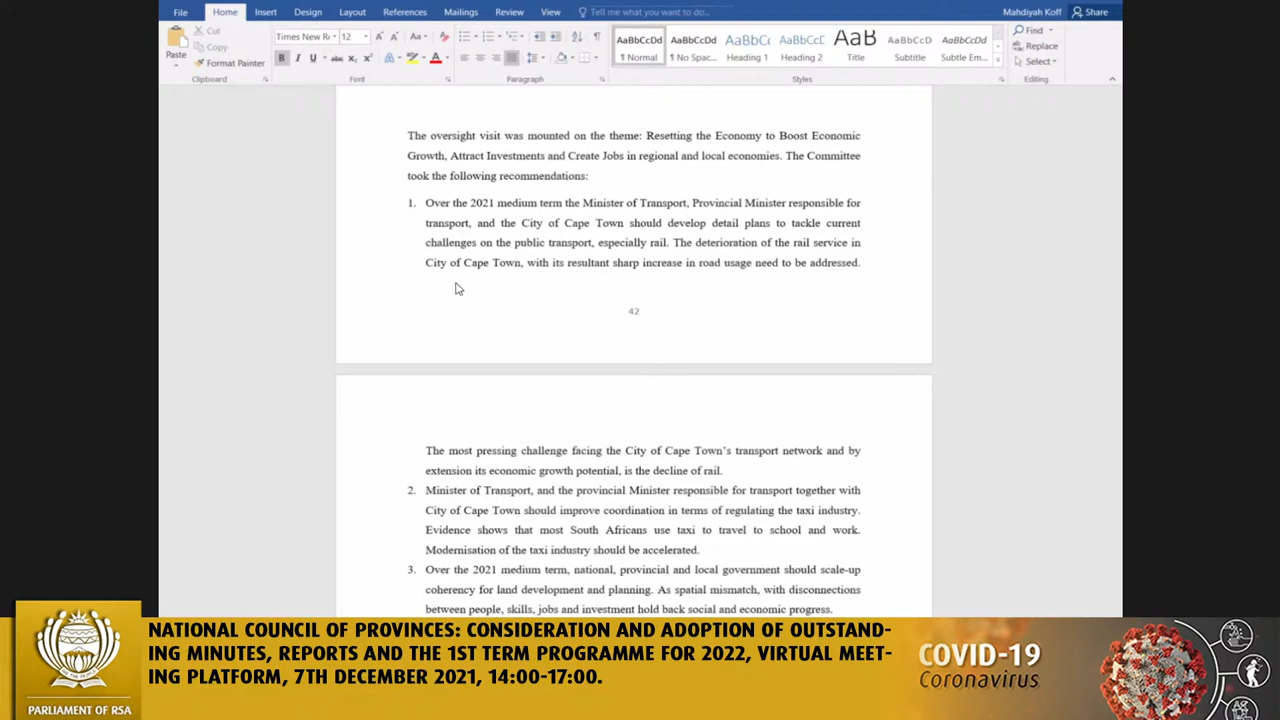 File Home Insert Design Layout References Mailings Review View Tell me what you want to do... Mahdiyah Koff Share
Paste Cut Copy Format Painter
Times New R 12
AaBbCcDd AaBbCcDd AaBbC AaBbCc AaB AaBbCcD AaBbCcDd
¶ Normal ¶ No Spac... Heading 1 Heading 2 Title Subtitle Subtle Em...
Find Replace Select
Clipboard Font Paragraph Styles Editing
The oversight visit was mounted on the theme: Resetting the Economy to Boost Economic
Growth, Attract Investments and Create Jobs in regional and local economies. The Committee
took the following recommendations:
1. Over the 2021 medium term the Minister of Transport, Provincial Minister responsible for
transport, and the City of Cape Town should develop detail plans to tackle current
challenges on the public transport, especially rail. The deterioration of the rail service in
City of Cape Town, with its resultant sharp increase in road usage need to be addressed.
42
The most pressing challenge facing the City of Cape Town's transport network and by
extension its economic growth potential, is the decline of rail.
2. Minister of Transport, and the provincial Minister responsible for transport together with
City of Cape Town should improve coordination in terms of regulating the taxi industry.
Evidence shows that most South Africans use taxi to travel to school and work.
Modernisation of the taxi industry should be accelerated.
3. Over the 2021 medium term, national, provincial and local government should scale-up
coherency for land development and planning. As spatial mismatch, with disconnections
between people, skills, jobs and investment hold back social and economic progress.
NATIONAL COUNCIL OF PROVINCES: CONSIDERATION AND ADOPTION OF OUTSTAND-
ING MINUTES, REPORTS AND THE 1ST TERM PROGRAMME FOR 2022, VIRTUAL MEET-
ING PLATFORM, 7TH DECEMBER 2021, 14:00-17:00.
PARLIAMENT OF RSA
COVID-19
Coronavirus